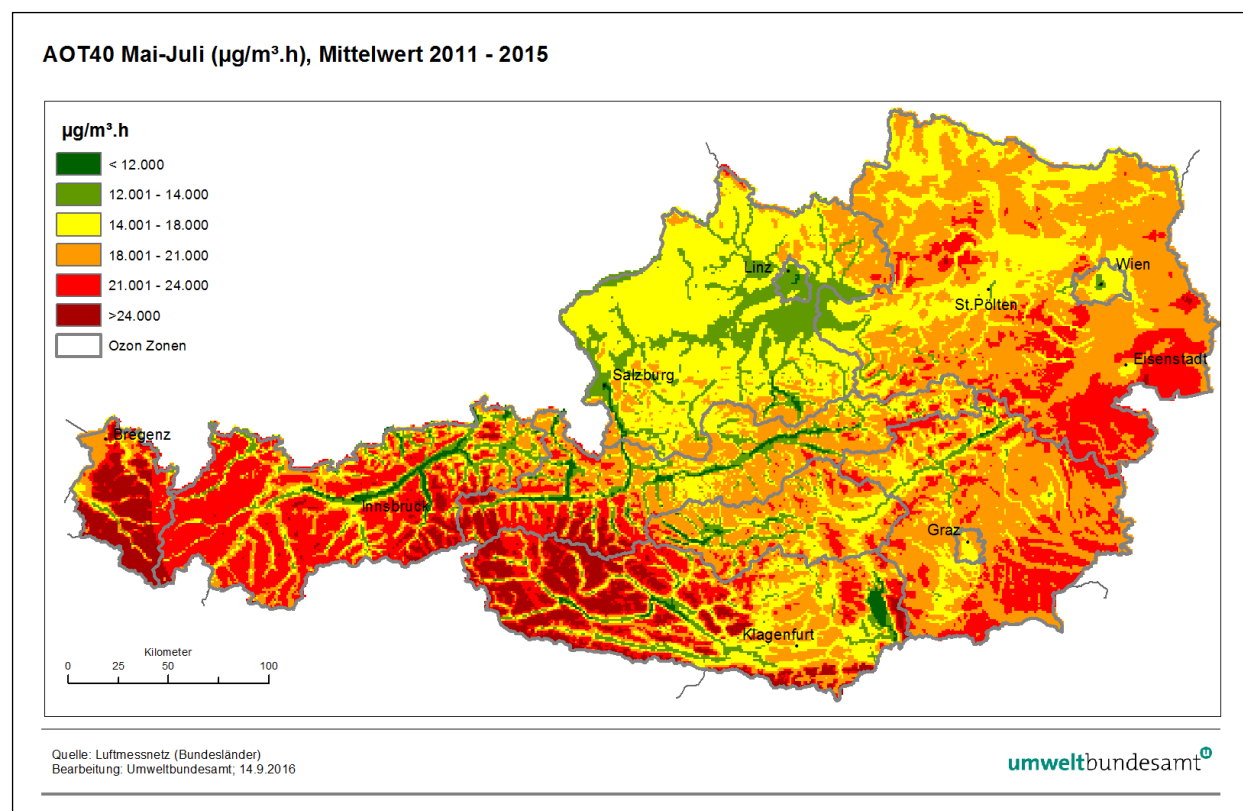 AOT40 Mai-Juli (µg/m³.h), Mittelwert 2011 - 2015
µg/m³.h
< 12.000
12.001 - 14.000
14.001 - 18.000
18.001 - 21.000
21.001 - 24.000
>24.000
Ozon Zonen
Linz
Wien
St.Pölten
Eisenstadt
Salzburg
Bregenz
Innsbruck
Graz
Klagenfurt
Kilometer
0 25 50 100
Quelle: Luftmessnetz (Bundesländer)
Bearbeitung: Umweltbundesamt; 14.9.2016
umweltbundesamt u